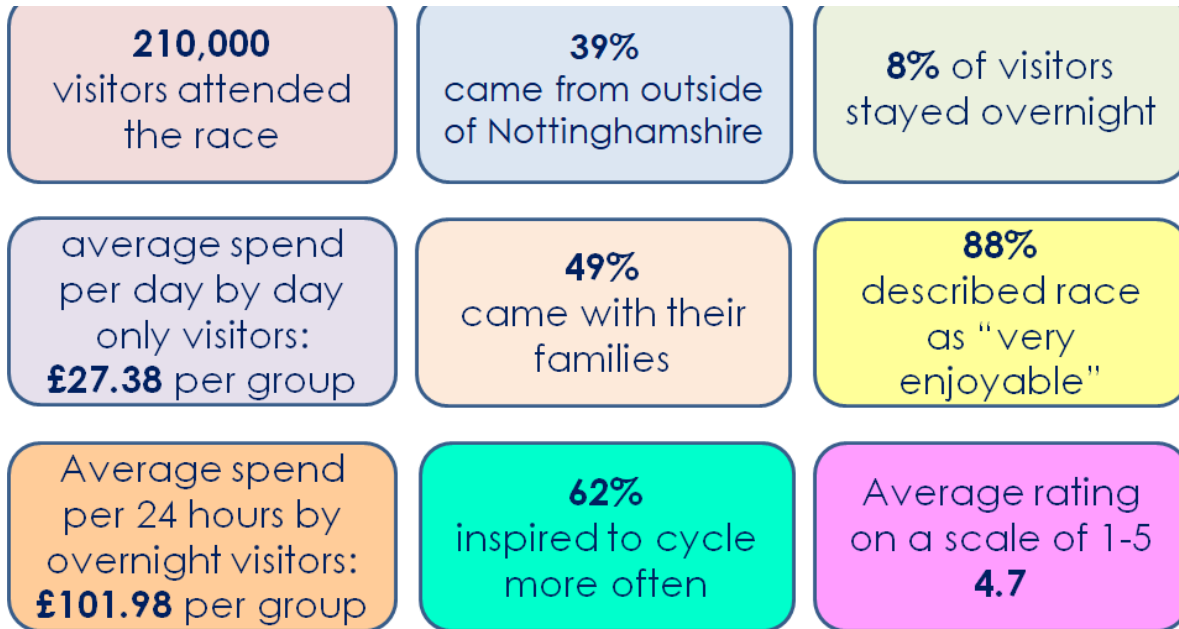 210,000
visitors attended
the race
39%
came from outside
of Nottinghamshire
8% of visitors
stayed overnight
average spend
per day by day
only visitors:
£27.38 per group
49%
came with their
families
88%
described race
as “very
enjoyable”
Average spend
per 24 hours by
overnight visitors:
£101.98 per group
62%
inspired to cycle
more often
Average rating
on a scale of 1-5
4.7